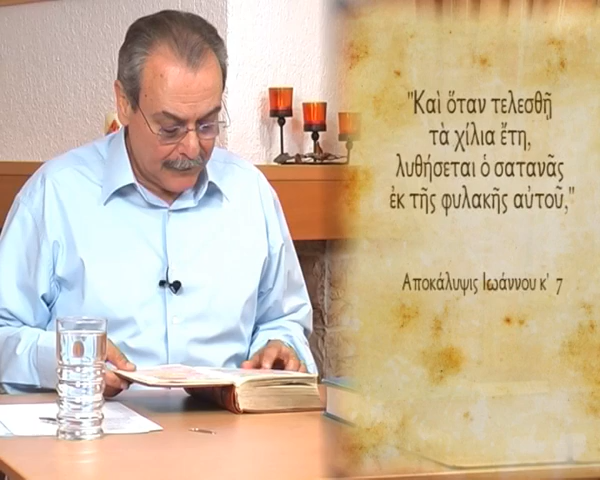 "Καὶ ὅταν τελεσθῇ
τὰ χίλια ἔτη,
λυθήσεται ὁ σατανᾶς
ἐκ τῆς φυλακῆς αὐτοῦ,"
Αποκάλυψις Ιωάννου κ' 7